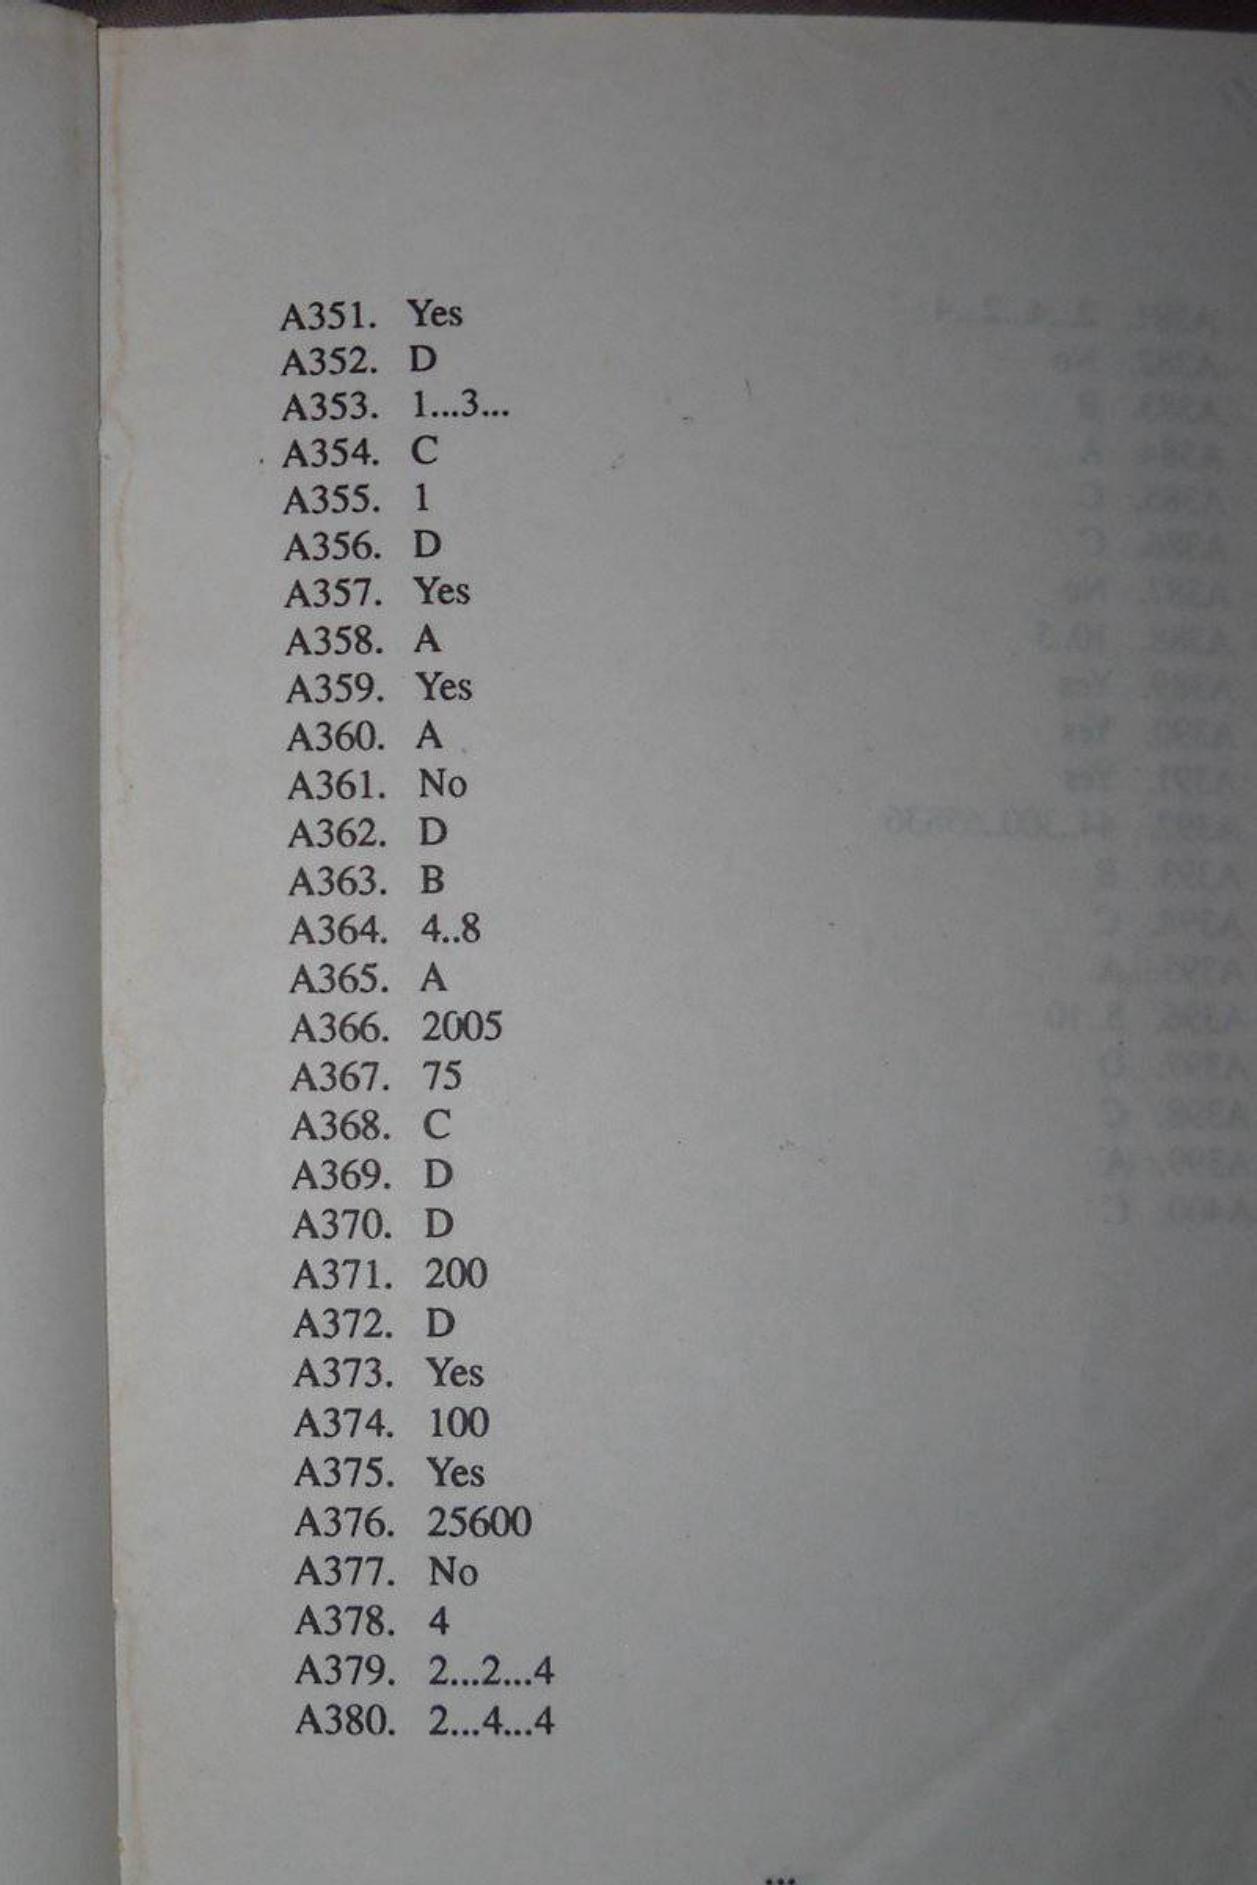 A351. Yes
A352. D
A353. 1...3...
A354. C
A355. 1
A356. D
A357. Yes
A358. A
A359. Yes
A360. A
A361. No
A362. D
A363. B
A364. 4..8
A365. A
A366. 2005
A367. 75
A368. C
A369. D
A370. D
A371. 200
A372. D
A373. Yes
A374. 100
A375. Yes
A376. 25600
A377. No
A378. 4
A379. 2...2...4
A380. 2...4...4